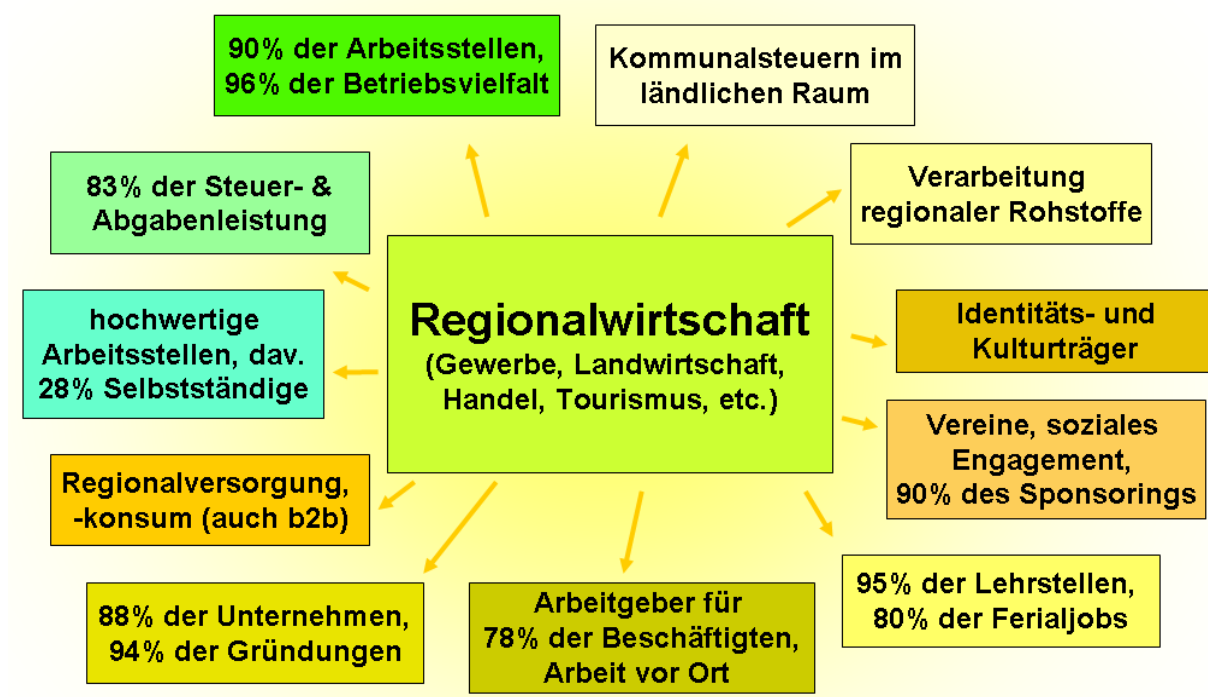 90% der Arbeitsstellen,
96% der Betriebsvielfalt
Kommunalsteuern im
ländlichen Raum
83% der Steuer- &
Abgabenleistung
Verarbeitung
regionaler Rohstoffe
Regionalwirtschaft
(Gewerbe, Landwirtschaft,
Handel, Tourismus, etc.)
hochwertige
Arbeitsstellen, dav.
28% Selbstständige
Identitäts- und
Kulturträger
Vereine, soziales
Engagement,
90% des Sponsorings
Regionalversorgung,
-konsum (auch b2b)
88% der Unternehmen,
94% der Gründungen
Arbeitgeber für
78% der Beschäftigten,
Arbeit vor Ort
95% der Lehrstellen,
80% der Ferialjobs